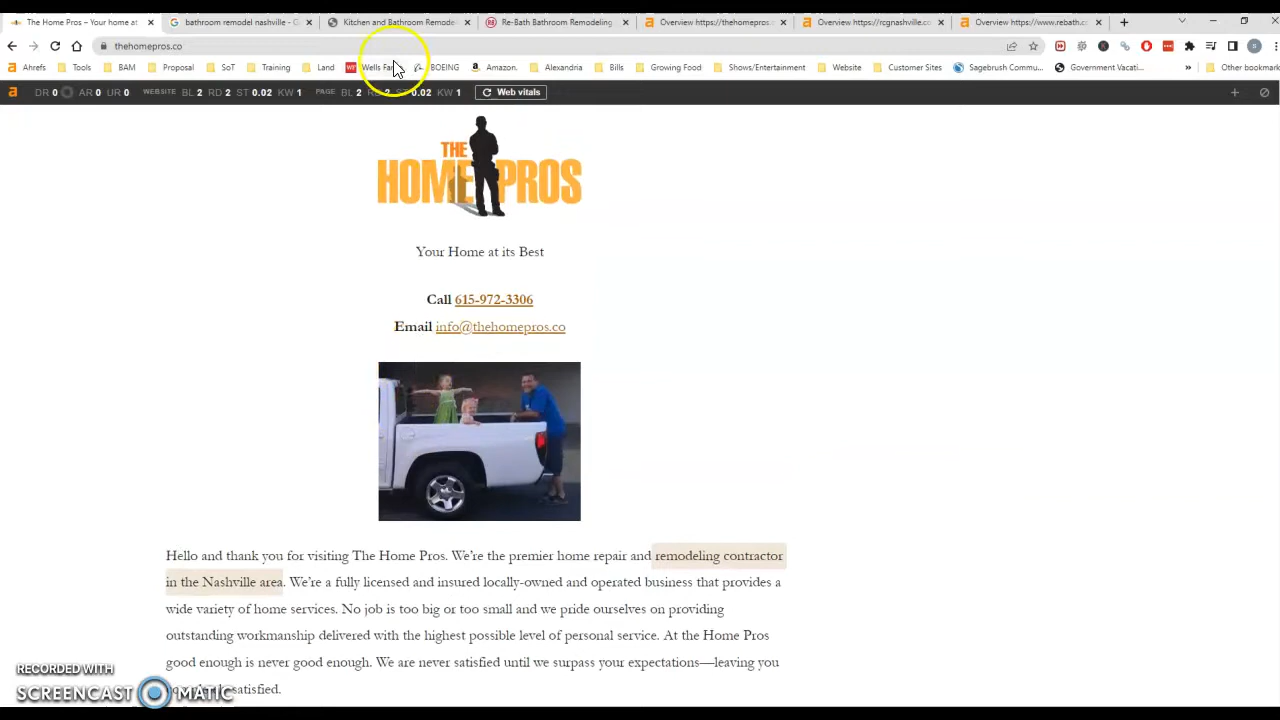 The Home Pros – Your home at
bathroom remodel nashville - G
Kitchen and Bathroom Remode
Re-Bath Bathroom Remodeling
Overview https://thehomepros.c
Overview https://rcgnashville.c
Overview https://www.rebath.c
thehomepros.co
Ahrefs
Tools
BAM
Proposal
SoT
Training
Land
Wells Far
BOEING
Amazon.
Alexandria
Bills
Growing Food
Shows/Entertainment
Website
Customer Sites
Sagebrush Commu...
Government Vacati...
»
Other bookmark
DR 0 AR 0 UR 0 WEBSITE BL 2 RD 2 ST 0.02 KW 1 PAGE BL 2 RD 2 ST 0.02 KW 1 Web vitals
THE
HOME PROS
Your Home at its Best
Call 615-972-3306
Email info@thehomepros.co
Hello and thank you for visiting The Home Pros. We're the premier home repair and remodeling contractor
in the Nashville area. We're a fully licensed and insured locally-owned and operated business that provides a
wide variety of home services. No job is too big or too small and we pride ourselves on providing
outstanding workmanship delivered with the highest possible level of personal service. At the Home Pros
good enough is never good enough. We are never satisfied until we surpass your expectations—leaving you
satisfied.
RECORDED WITH
SCREENCAST MATIC